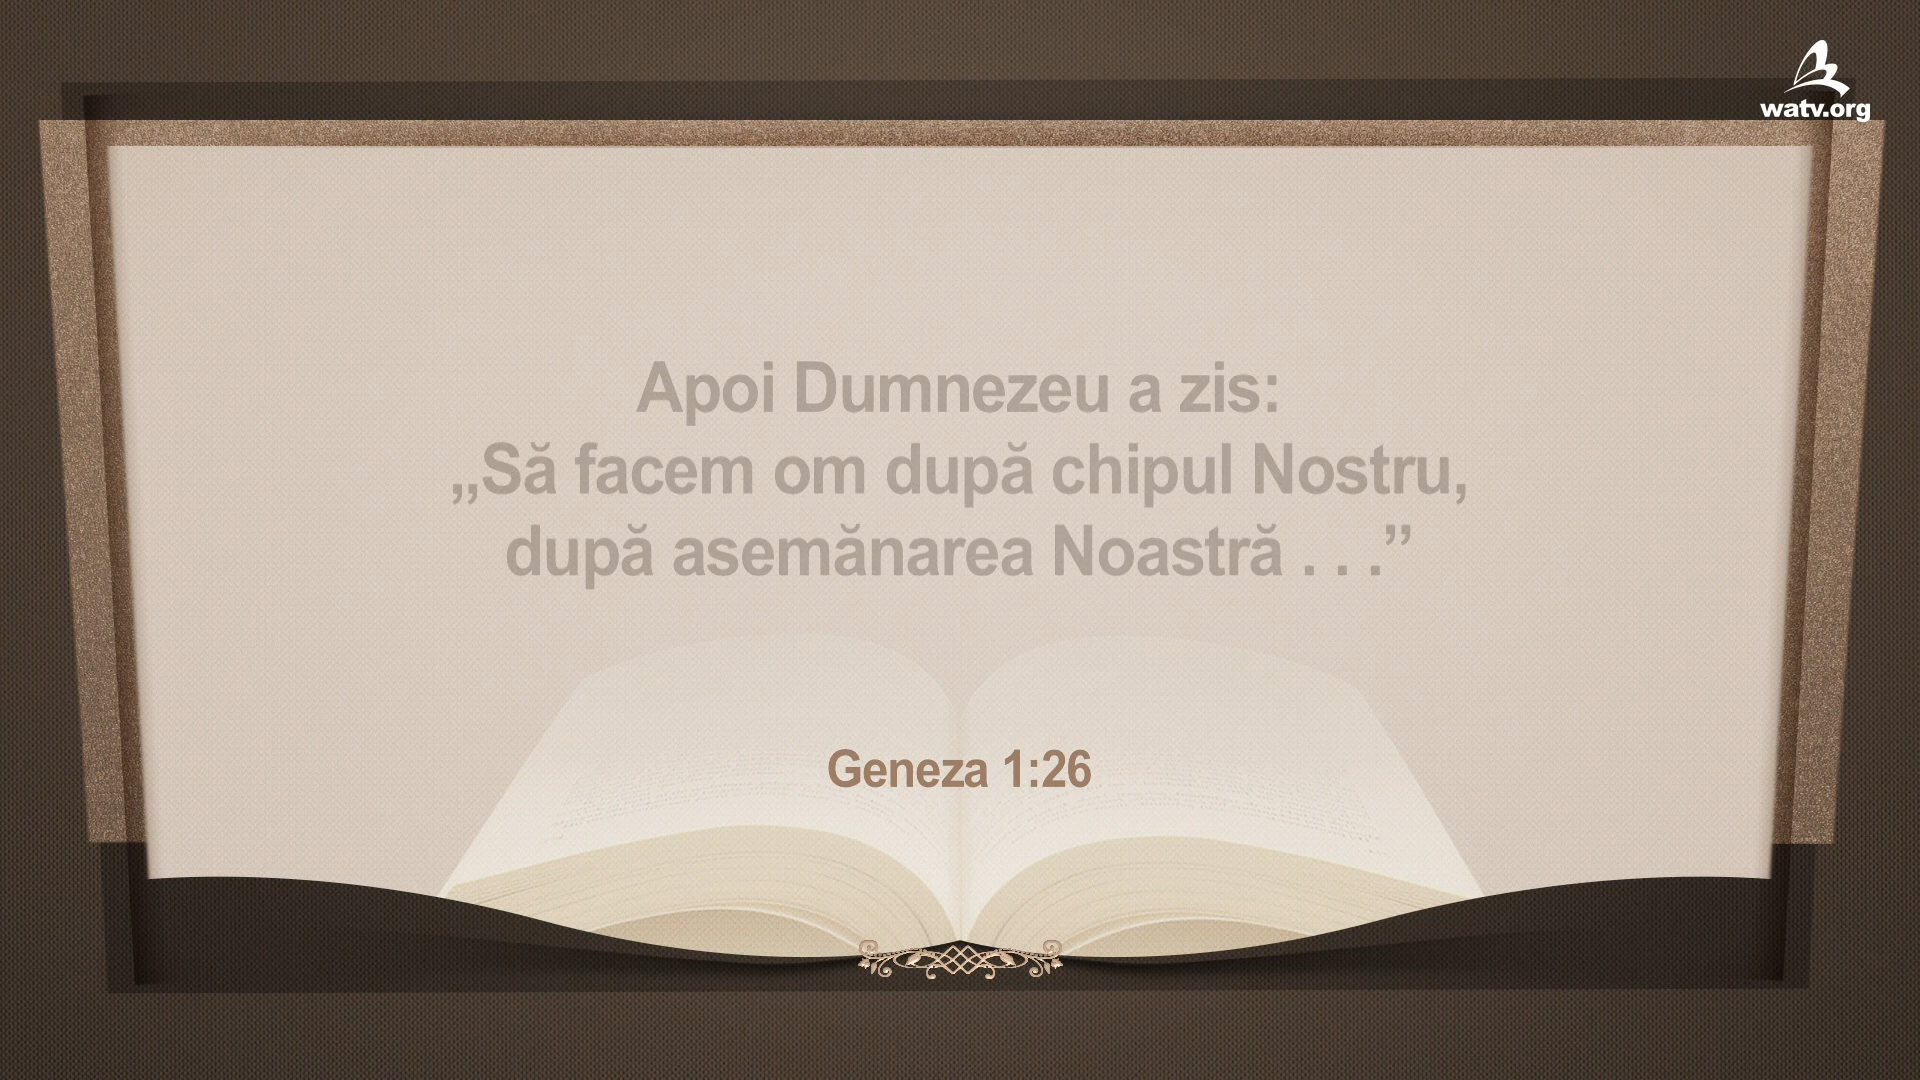 watv.org
Apoi Dumnezeu a zis:
„Să facem om după chipul Nostru,
după asemănarea Noastră . . .”
Geneza 1:26